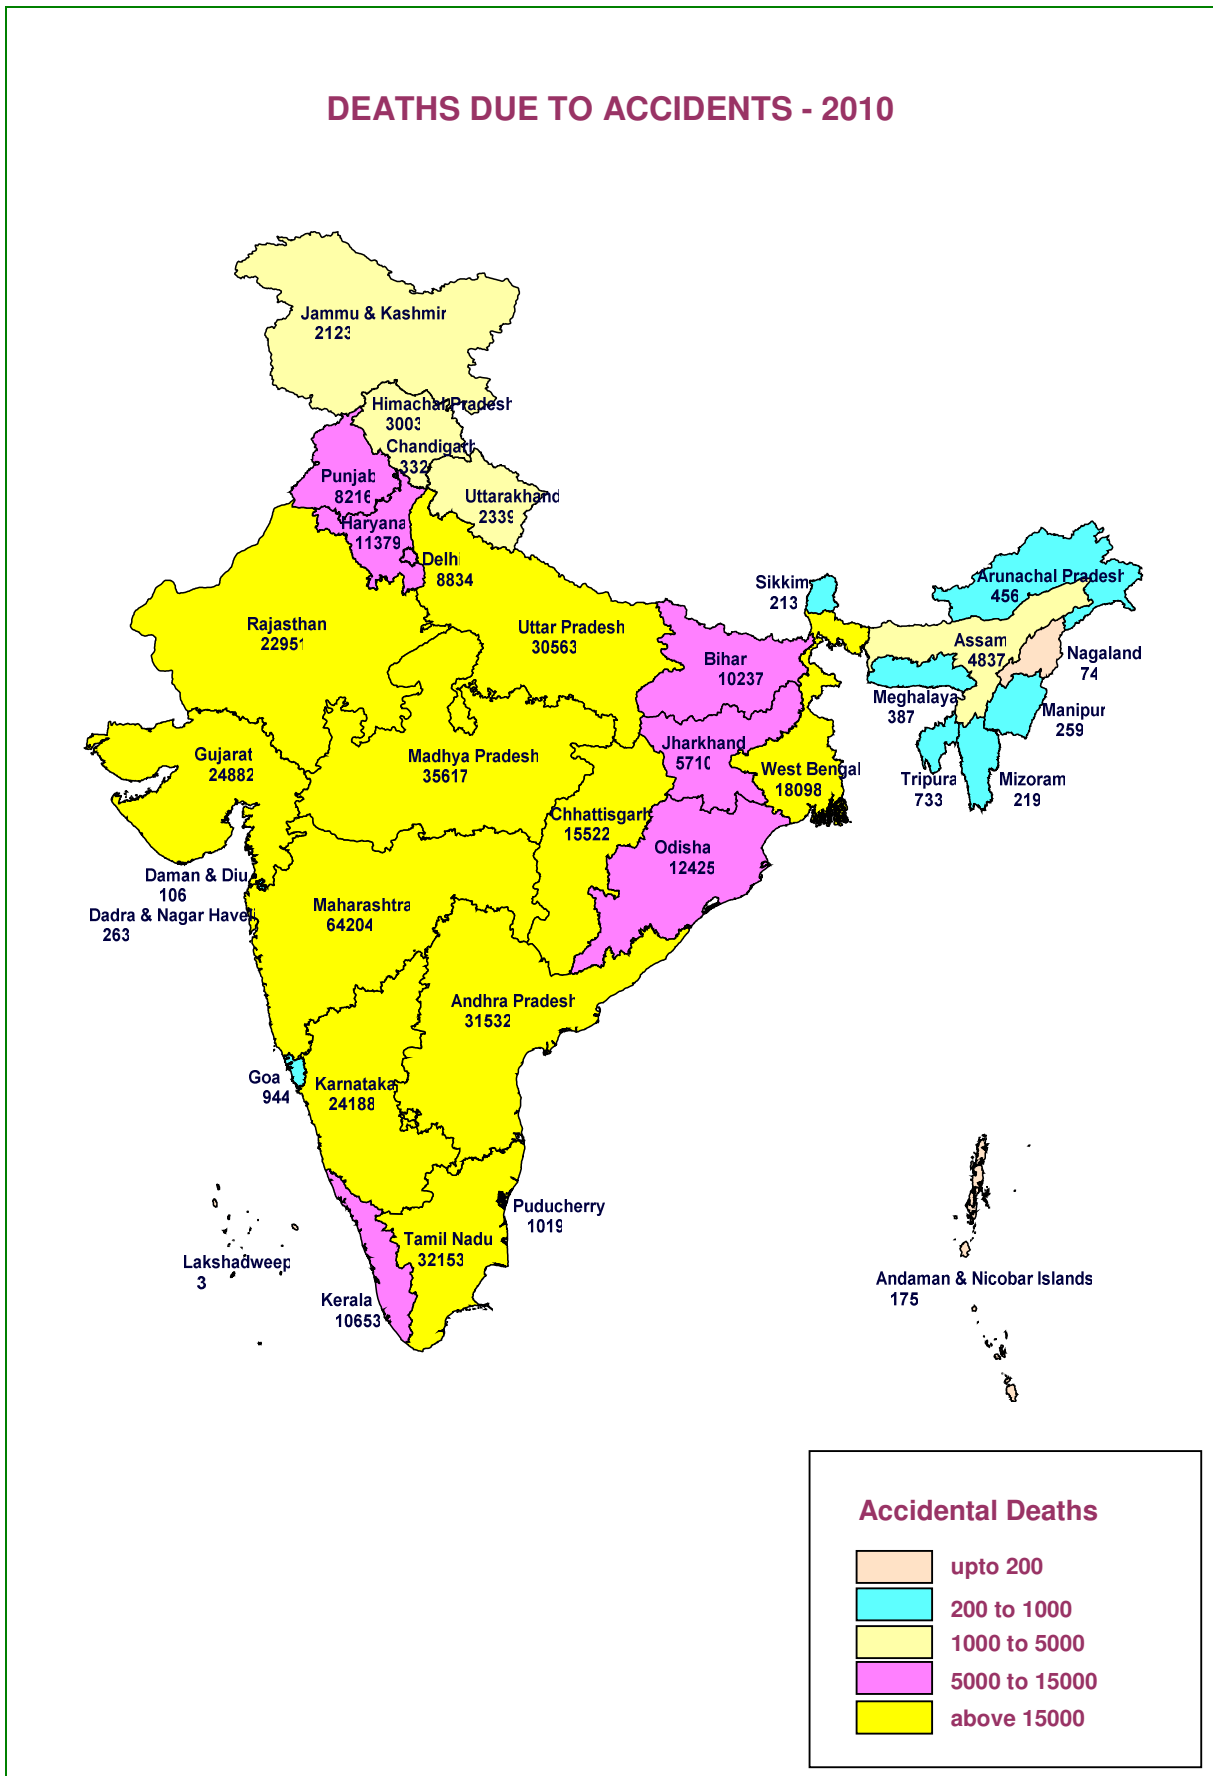 DEATHS DUE TO ACCIDENTS - 2010
Jammu & Kashmir
2123
Himachal Pradesh
3003
Chandigarh
332
Punjab
8216
Uttarakhand
2339
Haryana
11379
Delhi
8834
Sikkim
213
Arunachal Pradesh
456
Rajasthan
22951
Uttar Pradesh
30563
Bihar
10237
Assam
4837
Nagaland
74
Meghalaya
387
Manipur
259
Gujarat
24882
Madhya Pradesh
35617
Jharkhand
5710
West Bengal
18098
Tripura
733
Mizoram
219
Chhattisgarh
15522
Odisha
12425
Daman & Diu
106
Dadra & Nagar Haveli
263
Maharashtra
64204
Andhra Pradesh
31532
Goa
944
Karnataka
24188
Puducherry
1019
Tamil Nadu
32153
Lakshadweep
3
Kerala
10653
Andaman & Nicobar Islands
175
Accidental Deaths
upto 200
200 to 1000
1000 to 5000
5000 to 15000
above 15000